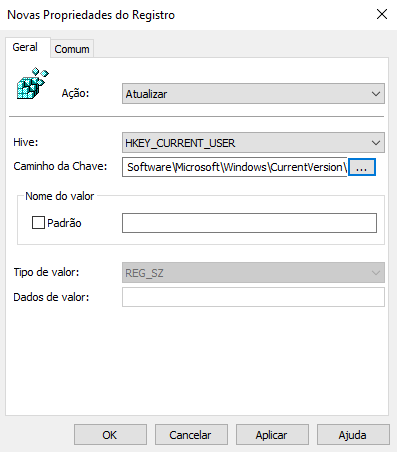 Novas Propriedades do Registro
Geral
Comum
Ação:
Atualizar
Hive:
HKEY_CURRENT_USER
Caminho da Chave:
Software\Microsoft\Windows\CurrentVersion\
...
Nome do valor
Padrão
Tipo de valor:
REG_SZ
Dados de valor:
OK
Cancelar
Aplicar
Ajuda